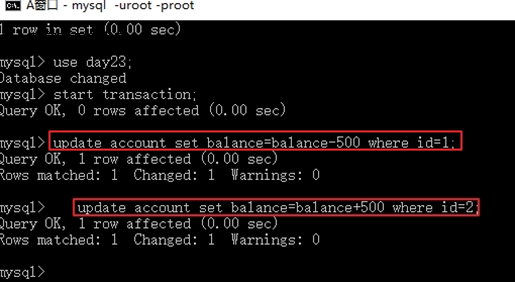 A窗口 - mysql -uroot -proot
1 row in set (0.00 sec)
mysql> use day23;
Database changed
mysql> start transaction;
Query OK, 0 rows affected (0.00 sec)
mysql> update account set balance=balance-500 where id=1;
Query OK, 1 row affected (0.00 sec)
Rows matched: 1 Changed: 1 Warnings: 0
mysql> update account set balance=balance+500 where id=2;
Query OK, 1 row affected (0.00 sec)
Rows matched: 1 Changed: 1 Warnings: 0
mysql>